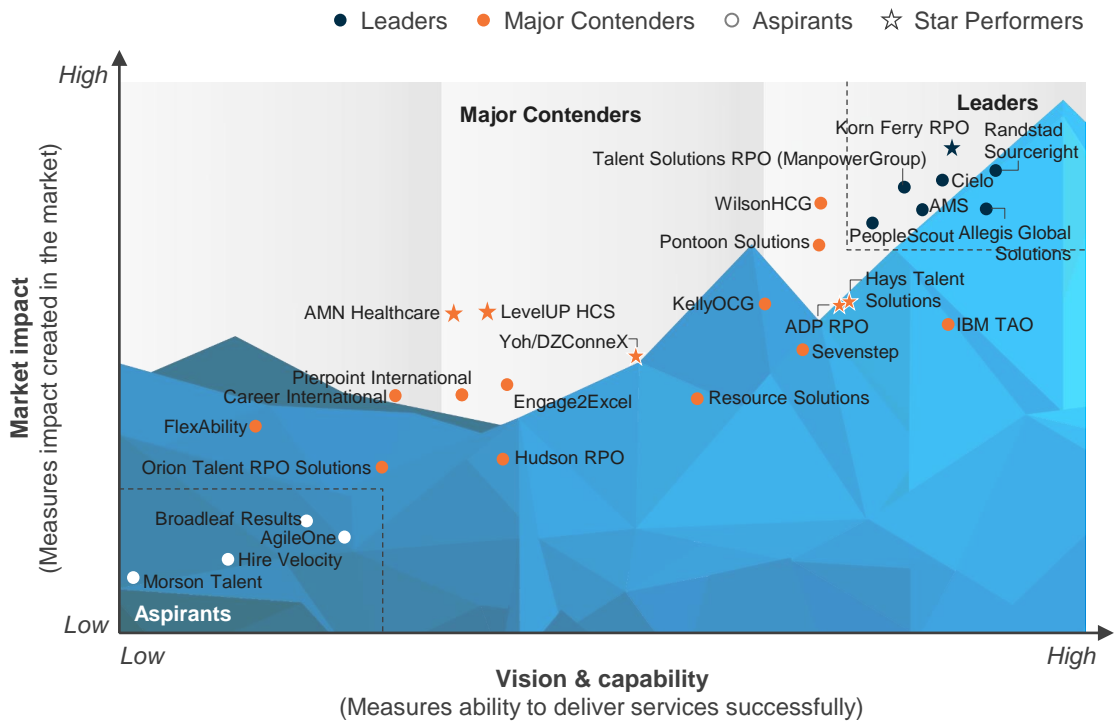 Leaders
Major Contenders
Aspirants
Star Performers
High
Major Contenders
Leaders
Korn Ferry RPO
Randstad
Sourceright
Talent Solutions RPO (ManpowerGroup)
Cielo
WilsonHCG
AMS
PeopleScout
Allegis Global
Solutions
Pontoon Solutions
Hays Talent
Solutions
KellyOCG
AMN Healthcare
LevelUP HCS
ADP RPO
IBM TAO
Yoh/DZConneX
Sevenstep
Pierpoint International
Career International
Engage2Excel
Resource Solutions
FlexAbility
Hudson RPO
Orion Talent RPO Solutions
Broadleaf Results
AgileOne
Hire Velocity
Morson Talent
Aspirants
Market impact
(Measures impact created in the market)
Low
Low
High
Vision & capability
(Measures ability to deliver services successfully)